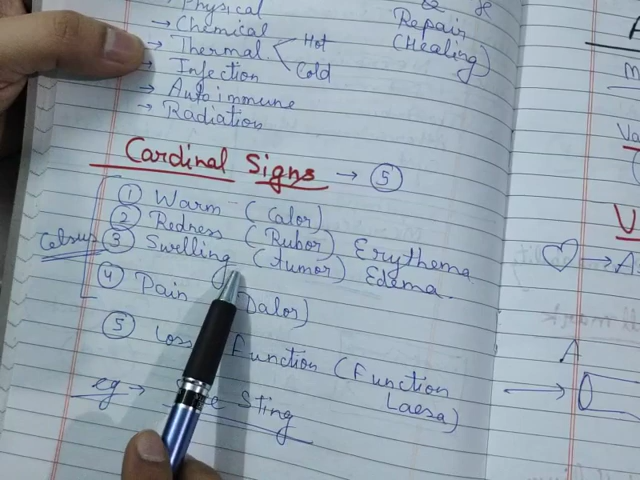 Physical
→ Chemical
→ Thermal < Hot
Cold
→ Infection
→ Autoimmune
→ Radiation
&
Repair
(Healing)
Cardinal Signs → 5
Celsus
1 Warm - (Calor)
2 Redness (Rubor) Erythema
3 Swelling (tumor) Edema
4 Pain Dalor)
5 Loss Function (Function
Laesa)
eg → Sting